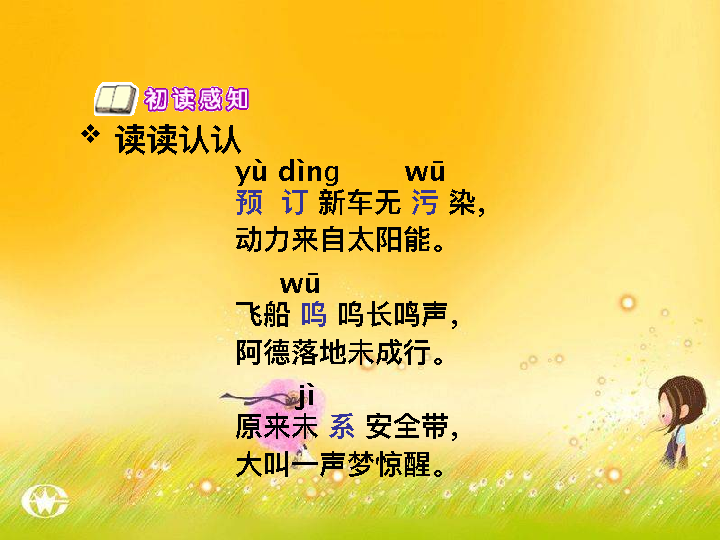 初读感知
读读认认
yù dìng wū
预 订 新车无 污 染，
动力来自太阳能。
wū
飞船 呜 呜长鸣声，
阿德落地未成行。
jì
原来未 系 安全带，
大叫一声梦惊醒。